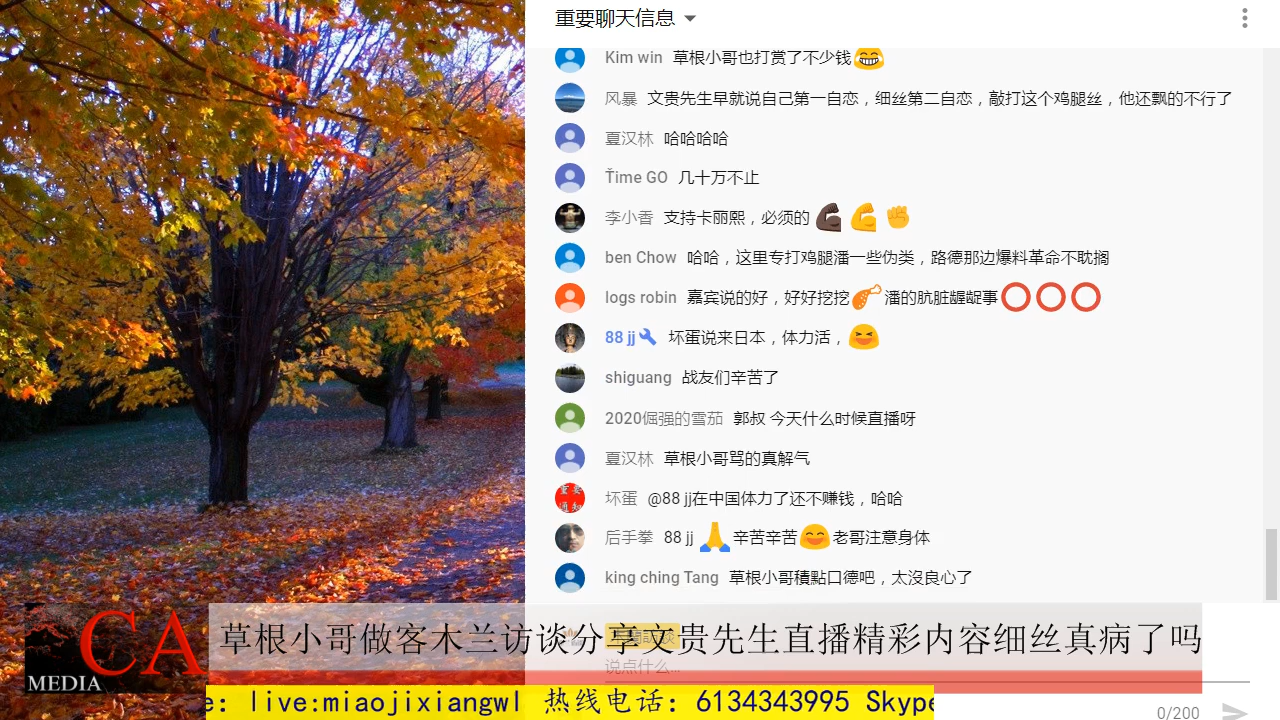 重要聊天信息
Kim win 草根小哥也打赏了不少钱😁
风暴 文贵先生早就说自己第一自恋，细丝第二自恋，敲打这个鸡腿丝，他还飘的不行了
夏汉林 哈哈哈哈
Ťime GO 几十万不止
李小香 支持卡丽熙，必须的💪🏿💪✊
ben Chow 哈哈，这里专打鸡腿潘一些伪类，路德那边爆料革命不耽搁
logs robin 嘉宾说的好，好好挖挖🍗潘的肮脏龌龊事⭕⭕⭕
88 jj🔧 坏蛋说来日本，体力活，😆
shiguang 战友们辛苦了
2020倔强的雪茄 郭叔 今天什么时候直播呀
夏汉林 草根小哥骂的真解气
重要
通知
坏蛋 @88 jj在中国体力了还不赚钱，哈哈
后手拳 88 jj🙏辛苦辛苦😊老哥注意身体
king ching Tang 草根小哥積點口德吧，太沒良心了
草根小哥做客木兰访谈分享文贵先生直播精彩内容细丝真病了吗
说点什么...
CA
MEDIA
e: live:miaojixiangwl 热线电话: 6134343995 Skype
0/200